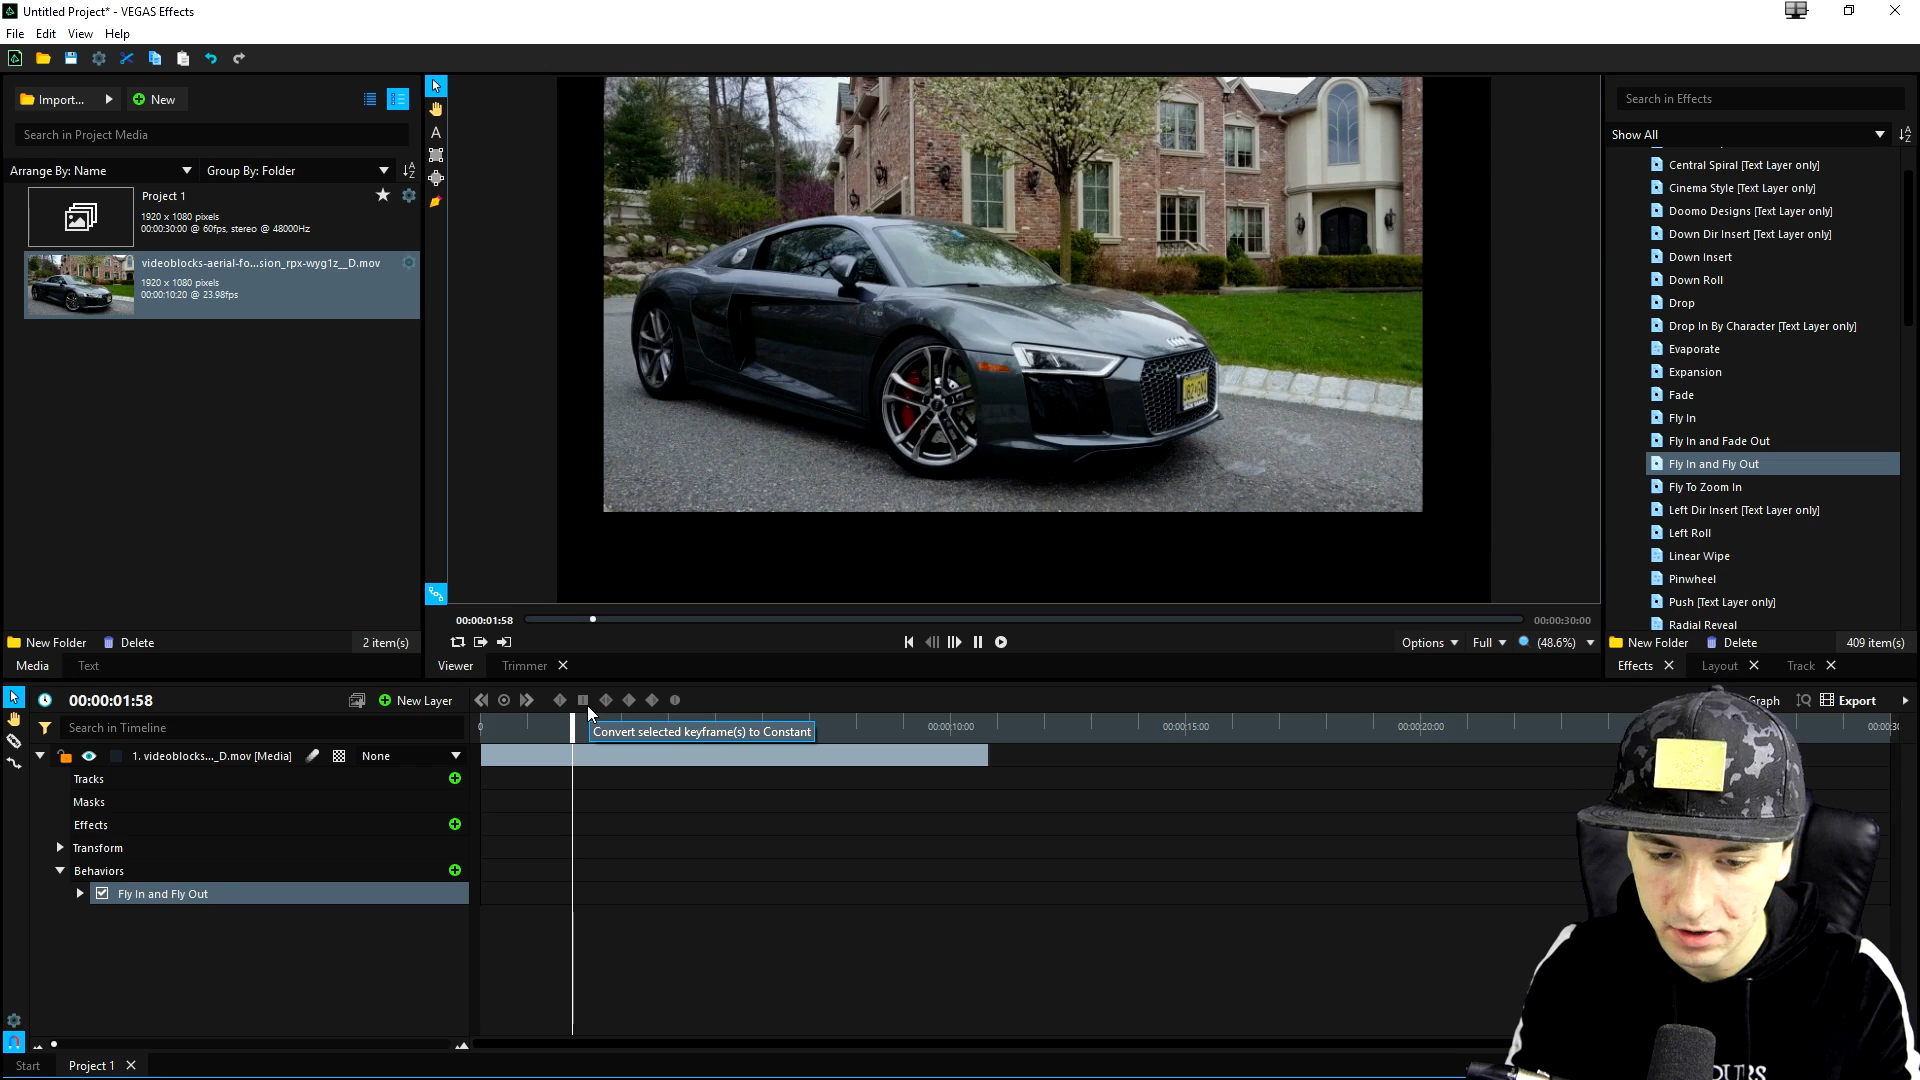 Untitled Project* - VEGAS Effects
File Edit View Help
Import... New
Search in Project Media
Arrange By: Name Group By: Folder
Project 1
1920 x 1080 pixels
00:00:30:00 @ 60fps, stereo @ 48000Hz
videoblocks-aerial-fo...sion_rpx-wyg1z__D.mov
1920 x 1080 pixels
00:00:10:20 @ 23.98fps
New Folder Delete 2 item(s)
Media Text
A
00:00:01:58 00:00:30:00
Options Full (48.6%)
Viewer Trimmer
Search in Effects
Show All
Central Spiral [Text Layer only]
Cinema Style [Text Layer only]
Doomo Designs [Text Layer only]
Down Dir Insert [Text Layer only]
Down Insert
Down Roll
Drop
Drop In By Character [Text Layer only]
Evaporate
Expansion
Fade
Fly In
Fly In and Fade Out
Fly In and Fly Out
Fly To Zoom In
Left Dir Insert [Text Layer only]
Left Roll
Linear Wipe
Pinwheel
Push [Text Layer only]
Radial Reveal
New Folder Delete 409 item(s)
Effects Layout Track
00:00:01:58 New Layer Graph Export
Search in Timeline
0 00:00:10:00 00:00:15:00 00:00:20:00
Convert selected keyframe(s) to Constant
1. videoblocks..._D.mov [Media] None
Tracks
Masks
Effects
Transform
Behaviors
Fly In and Fly Out
Start Project 1